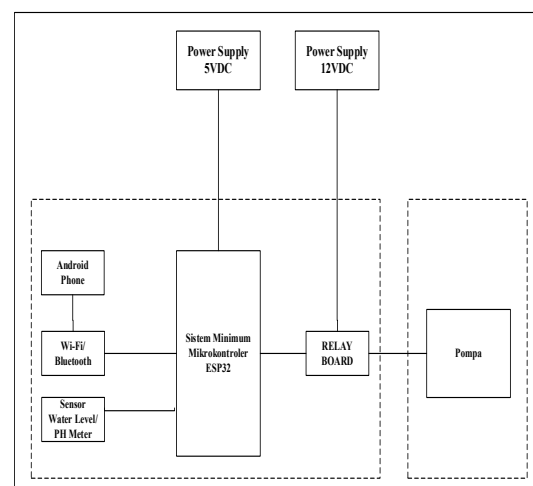 Power Supply
5VDC
Power Supply
12VDC
Android
Phone
Wi-Fi/
Bluetooth
Sensor
Water Level/
PH Meter
Sistem Minimum
Mikrokontroler
ESP32
RELAY
BOARD
Pompa